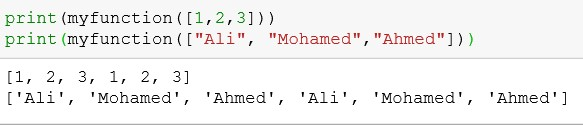 print(myfunction([1,2,3]))
print(myfunction(["Ali", "Mohamed","Ahmed"]))
[1, 2, 3, 1, 2, 3]
['Ali', 'Mohamed', 'Ahmed', 'Ali', 'Mohamed', 'Ahmed']